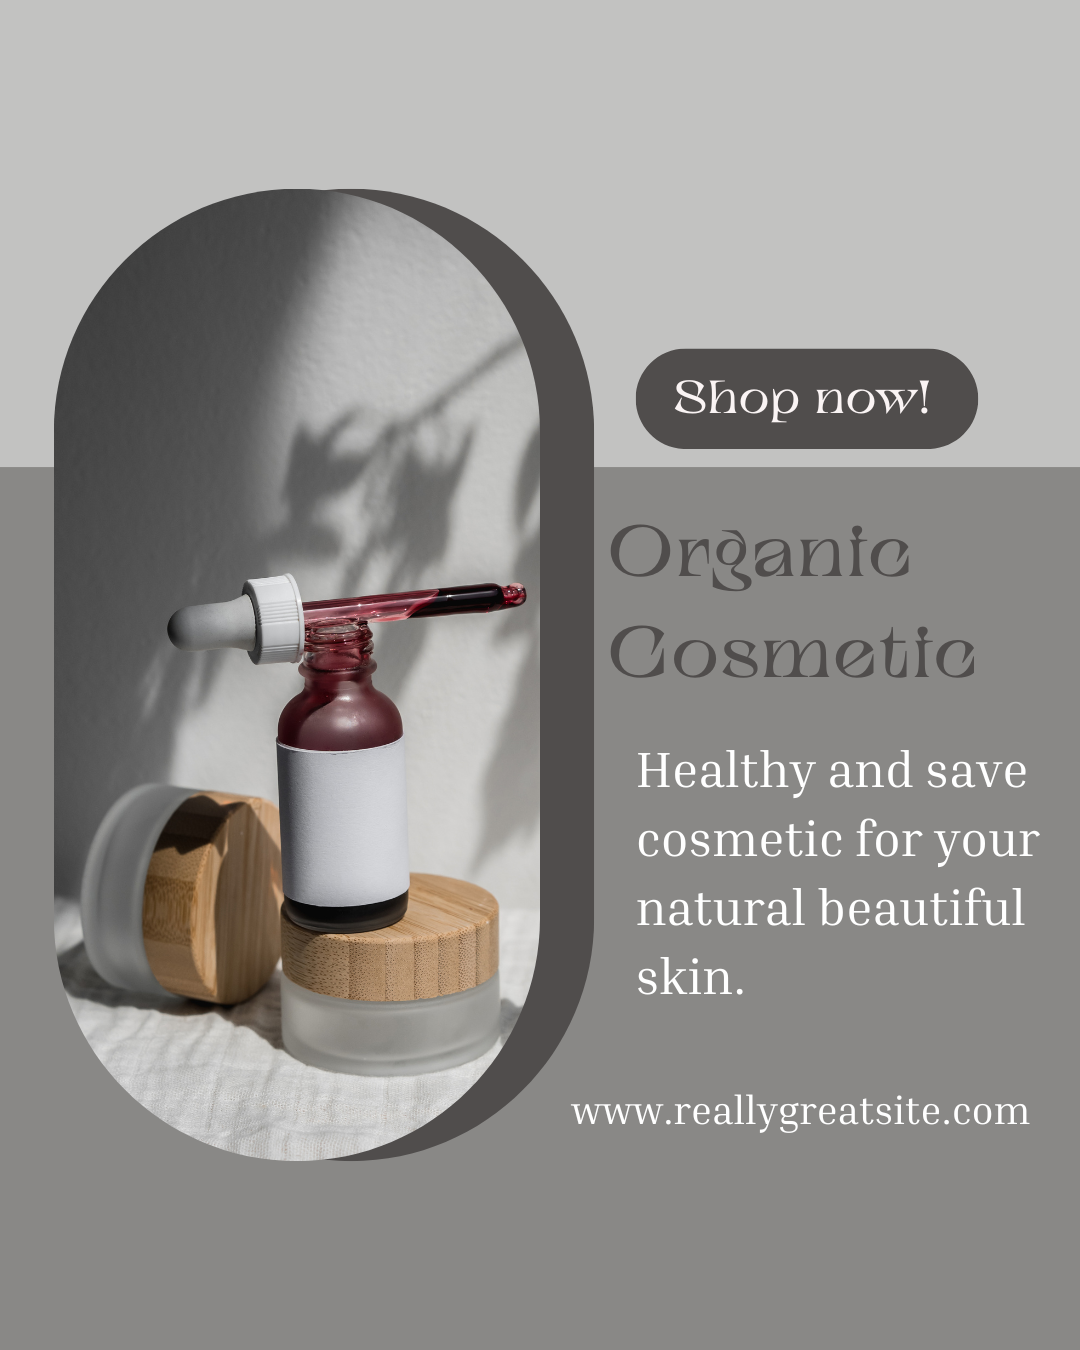 Shop now!
Organic
Cosmetic
Healthy and save
cosmetic for your
natural beautiful
skin.
www.reallygreatsite.com